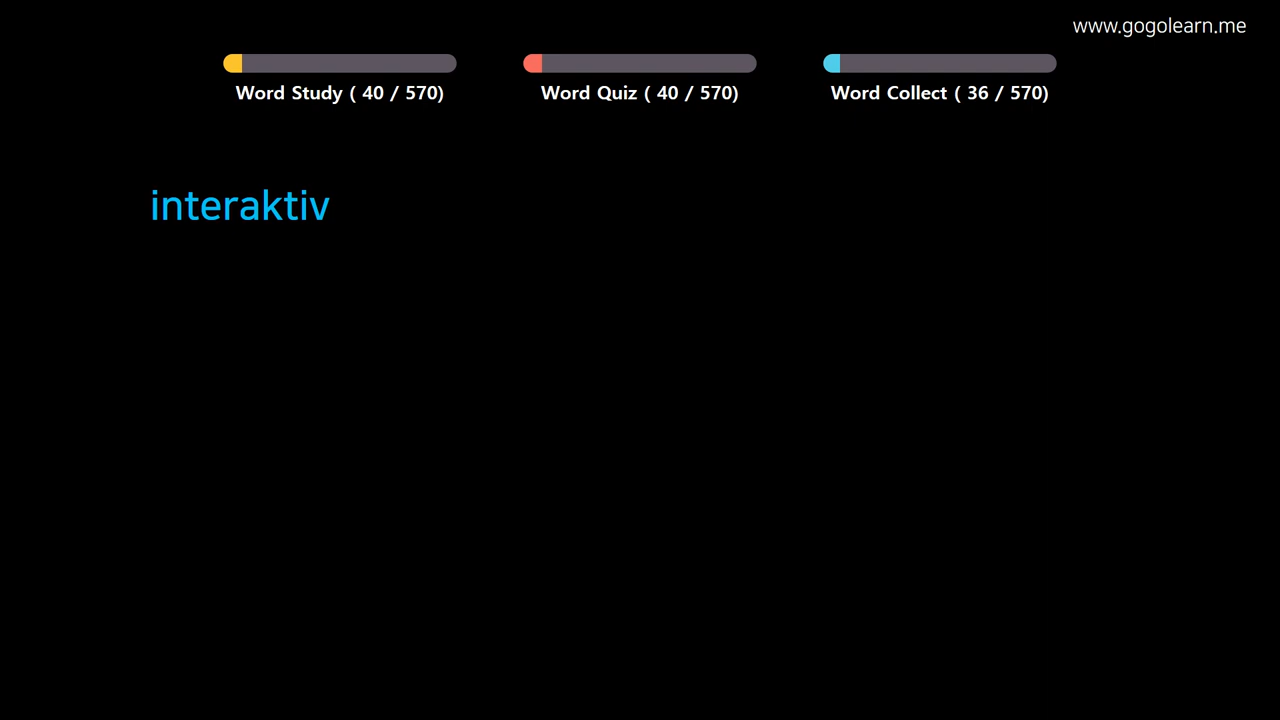 www.gogolearn.me
Word Study ( 40 / 570)
Word Quiz ( 40 / 570)
Word Collect ( 36 / 570)
interaktiv